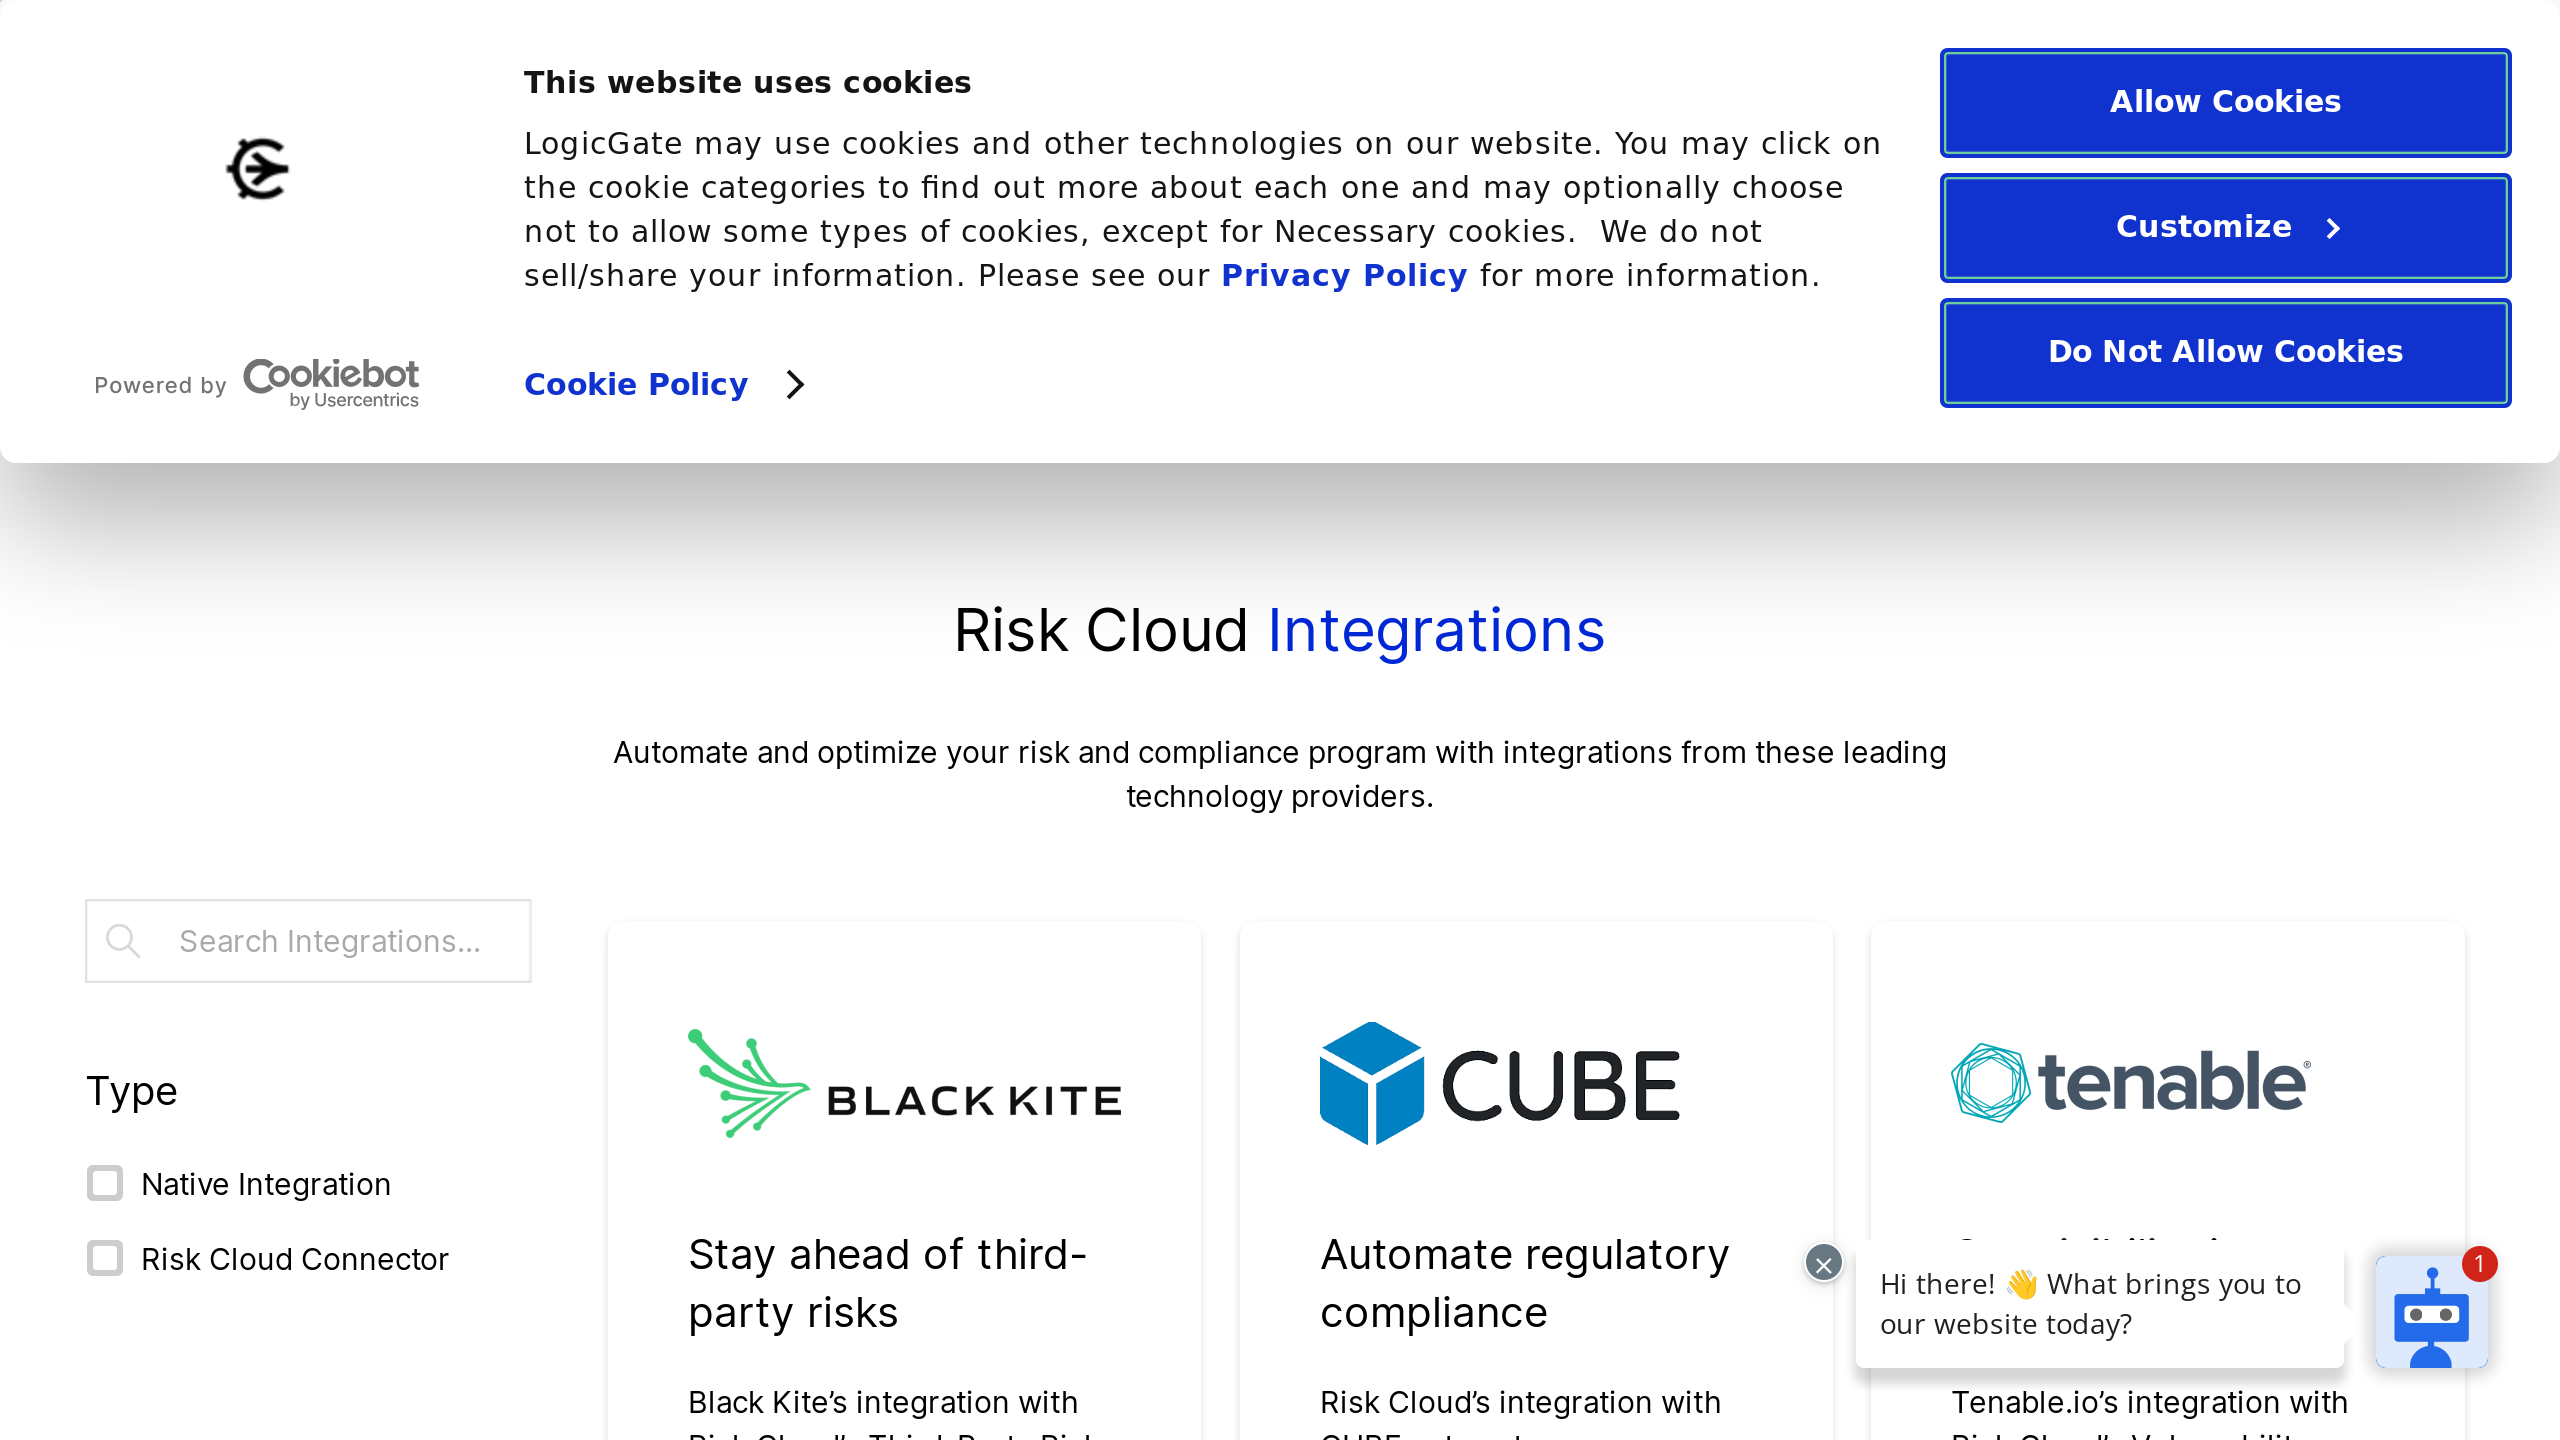 This website uses cookies
LogicGate may use cookies and other technologies on our website. You may click on
the cookie categories to find out more about each one and may optionally choose
not to allow some types of cookies, except for Necessary cookies.  We do not
sell/share your information. Please see our Privacy Policy for more information.
Powered by Cookiebot
by Usercentrics
Cookie Policy
Allow Cookies
Customize
Do Not Allow Cookies
Risk Cloud Integrations
Automate and optimize your risk and compliance program with integrations from these leading
technology providers.
Search Integrations...
Type
Native Integration
Risk Cloud Connector
BLACK KITE
Stay ahead of third-
party risks
Black Kite’s integration with
CUBE
Automate regulatory
compliance
Risk Cloud’s integration with
tenable®
Tenable.io’s integration with
Hi there! 👋 What brings you to
our website today?
1